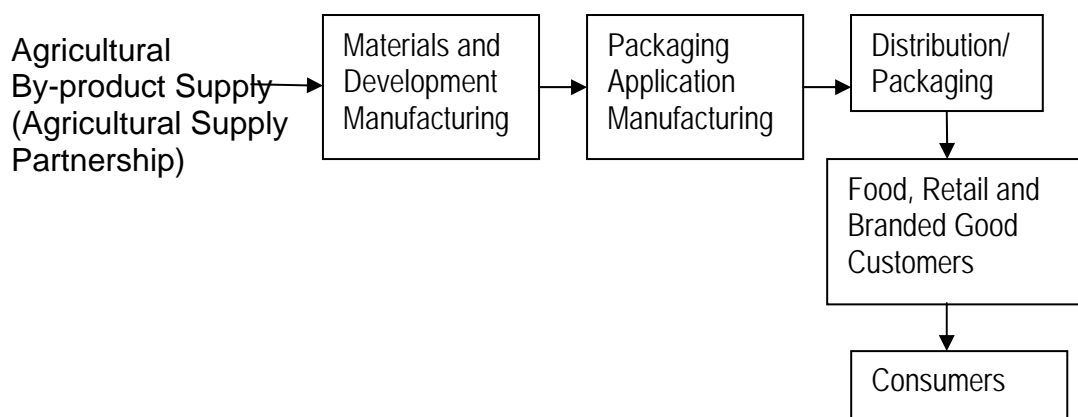 Agricultural
By-product Supply
(Agricultural Supply
Partnership)
Materials and
Development
Manufacturing
Packaging
Application
Manufacturing
Distribution/
Packaging
Food, Retail and
Branded Good
Customers
Consumers